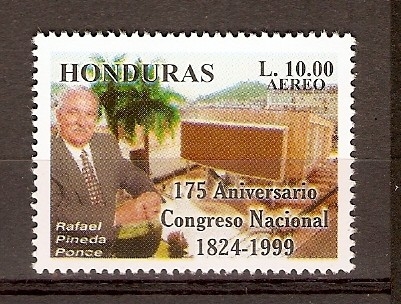 HONDURAS
L. 10.00
AEREO
175 Aniversario
Congreso Nacional
1824-1999
Rafael
Pineda
Ponce